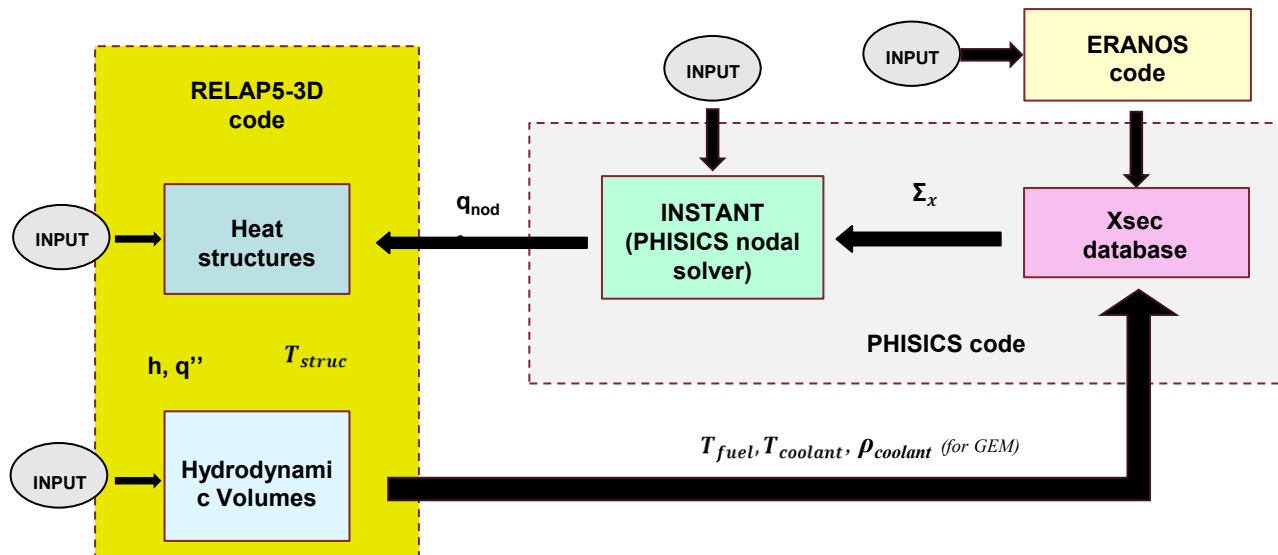 INPUT
INPUT
ERANOS
code
RELAP5-3D
code
INPUT
Heat
structures
q_nod
INSTANT
(PHISICS nodal
solver)
Σ_x
Xsec
database
PHISICS code
h, q’’
T_struc
INPUT
Hydrodynami
c Volumes
T_fuel, T_coolant, ρ_coolant (for GEM)